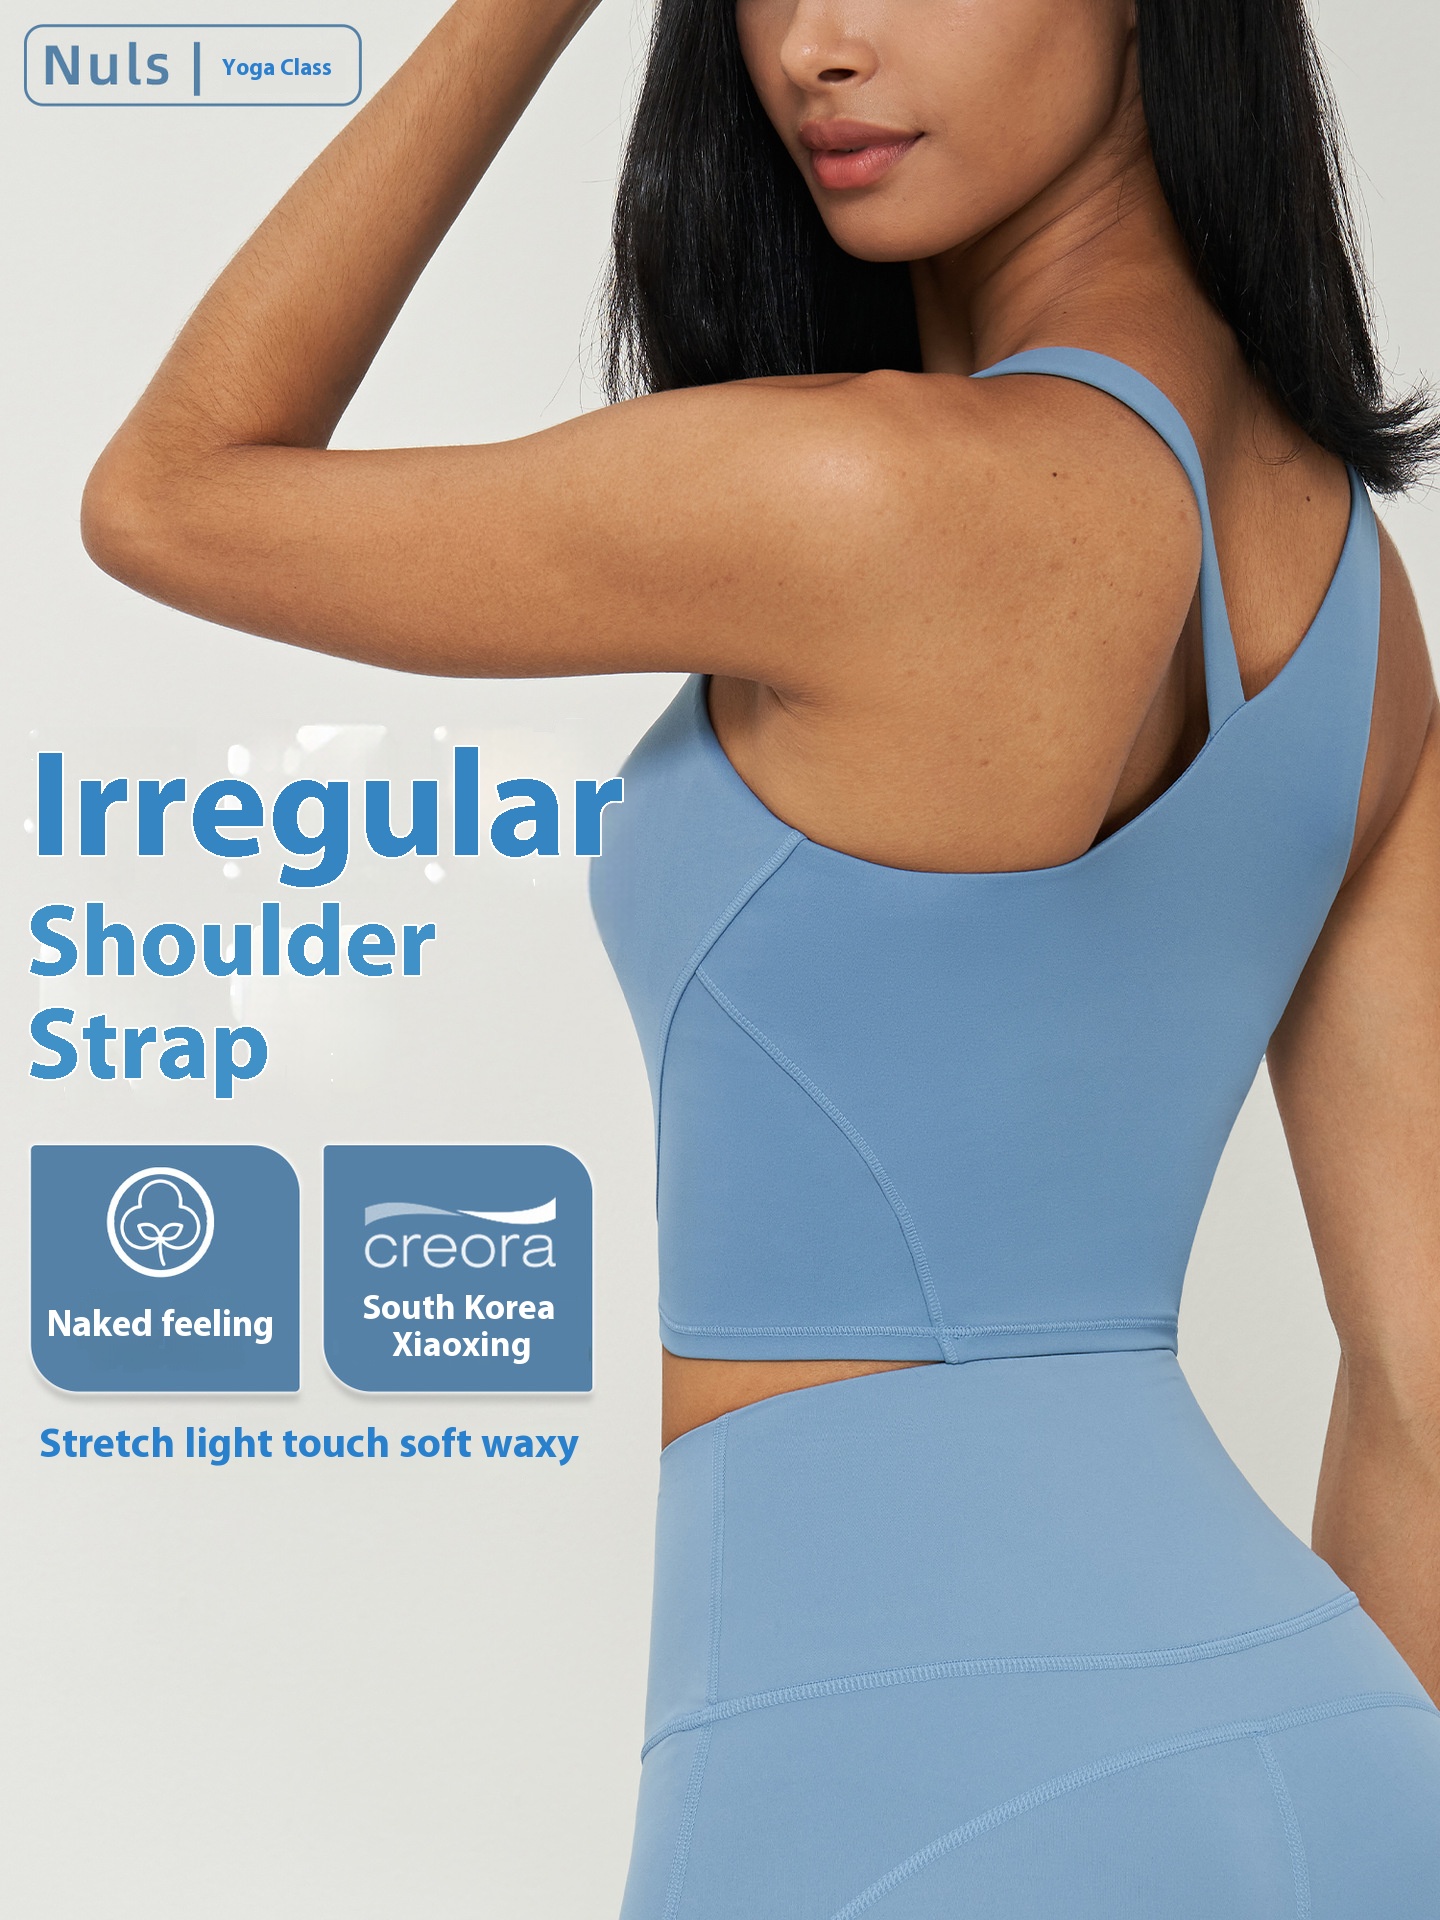 Nuls | Yoga Class
Irregular
Shoulder
Strap
Naked feeling
creora
South Korea
Xiaoxing
Stretch light touch soft waxy